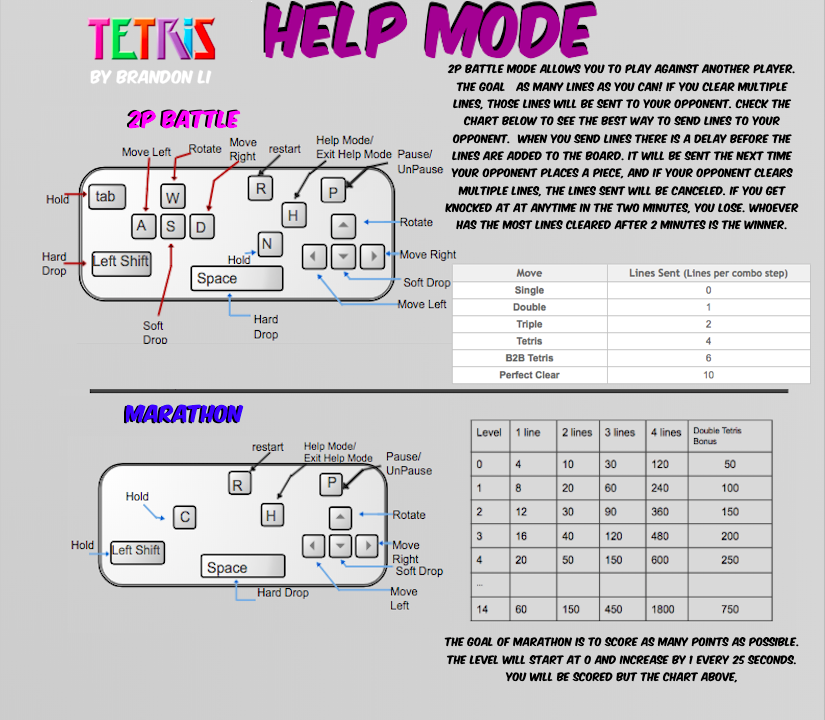 TETRIS
BY BRANDON LI
HELP MODE
2P BATTLE MODE ALLOWS YOU TO PLAY AGAINST ANOTHER PLAYER.
THE GOAL AS MANY LINES AS YOU CAN! IF YOU CLEAR MULTIPLE
LINES, THOSE LINES WILL BE SENT TO YOUR OPPONENT. CHECK THE
CHART BELOW TO SEE THE BEST WAY TO SEND LINES TO YOUR
OPPONENT. WHEN YOU SEND LINES THERE IS A DELAY BEFORE THE
LINES ARE ADDED TO THE BOARD. IT WILL BE SENT THE NEXT TIME
YOUR OPPONENT PLACES A PIECE, AND IF YOUR OPPONENT CLEARS
MULTIPLE LINES, THE LINES SENT WILL BE CANCELED. IF YOU GET
KNOCKED AT AT ANYTIME IN THE TWO MINUTES, YOU LOSE. WHOEVER
HAS THE MOST LINES CLEARED AFTER 2 MINUTES IS THE WINNER.
2P BATTLE
Move Left
Rotate
Move
Right
restart
Help Mode/
Exit Help Mode
Pause/
UnPause
Hold
tab
W
R
P
A
S
D
H
Rotate
Hard
Drop
Left Shift
Hold
N
Space
Move Right
Soft Drop
Move Left
Soft
Drop
Hard
Drop
Move Lines Sent (Lines per combo step)
Single 0
Double 1
Triple 2
Tetris 4
B2B Tetris 6
Perfect Clear 10
MARATHON
restart
Help Mode/
Exit Help Mode
Pause/
UnPause
Hold
R
P
C
H
Rotate
Hold
Left Shift
Space
Move
Right
Soft Drop
Hard Drop
Move
Left
Level 1 line 2 lines 3 lines 4 lines Double Tetris
Bonus
0 4 10 30 120 50
1 8 20 60 240 100
2 12 30 90 360 150
3 16 40 120 480 200
4 20 50 150 600 250
...
14 60 150 450 1800 750
THE GOAL OF MARATHON IS TO SCORE AS MANY POINTS AS POSSIBLE.
THE LEVEL WILL START AT 0 AND INCREASE BY 1 EVERY 25 SECONDS.
YOU WILL BE SCORED BUT THE CHART ABOVE,